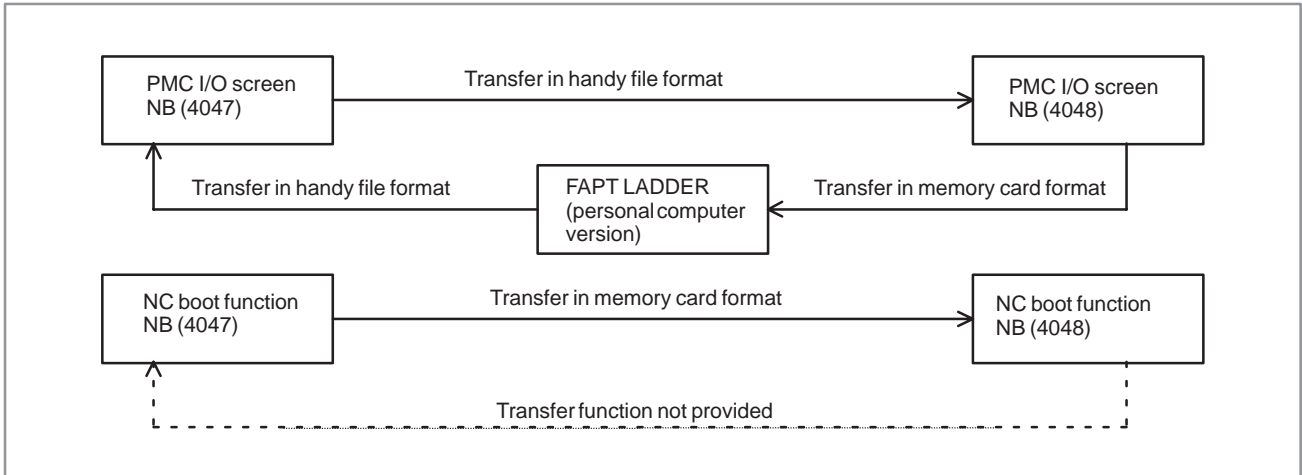 PMC I/O screen
NB (4047)
Transfer in handy file format
PMC I/O screen
NB (4048)
Transfer in handy file format
FAPT LADDER
(personal computer
version)
Transfer in memory card format
NC boot function
NB (4047)
Transfer in memory card format
NC boot function
NB (4048)
Transfer function not provided